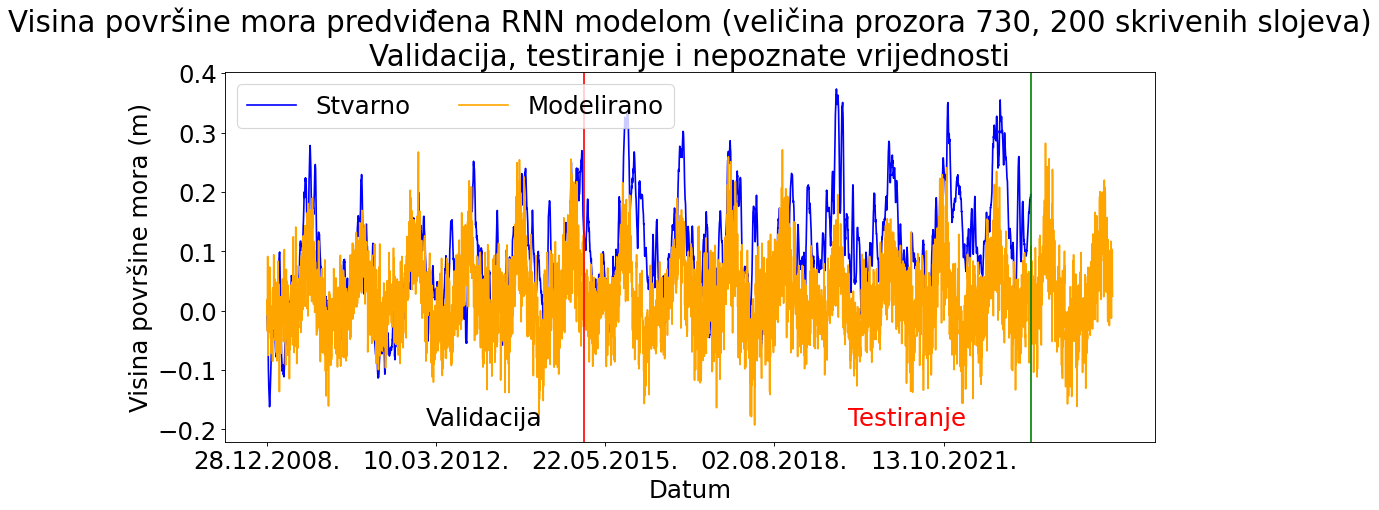 Visina površine mora predviđena RNN modelom (veličina prozora 730, 200 skrivenih slojeva)
Validacija, testiranje i nepoznate vrijednosti
Stvarno
Modelirano
Visina površine mora (m)
0.4
0.3
0.2
0.1
0.0
−0.1
−0.2
Validacija
Testiranje
28.12.2008.
10.03.2012.
22.05.2015.
02.08.2018.
13.10.2021.
Datum